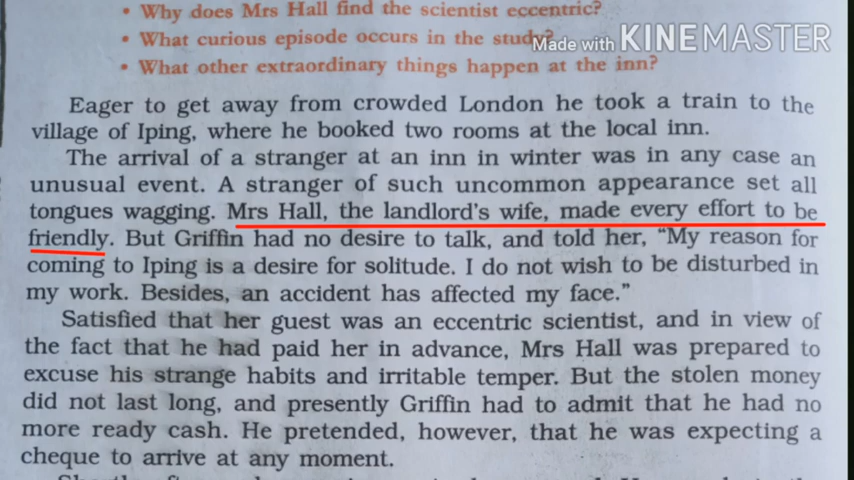 • Why does Mrs Hall find the scientist eccentric?
• What curious episode occurs in the study?
Made with KINEMASTER
• What other extraordinary things happen at the inn?
Eager to get away from crowded London he took a train to the
village of Iping, where he booked two rooms at the local inn.
The arrival of a stranger at an inn in winter was in any case an
unusual event. A stranger of such uncommon appearance set all
tongues wagging. Mrs Hall, the landlord's wife, made every effort to be
friendly. But Griffin had no desire to talk, and told her, "My reason for
coming to Iping is a desire for solitude. I do not wish to be disturbed in
my work. Besides, an accident has affected my face."
Satisfied that her guest was an eccentric scientist, and in view of
the fact that he had paid her in advance, Mrs Hall was prepared to
excuse his strange habits and irritable temper. But the stolen money
did not last long, and presently Griffin had to admit that he had no
more ready cash. He pretended, however, that he was expecting a
cheque to arrive at any moment.